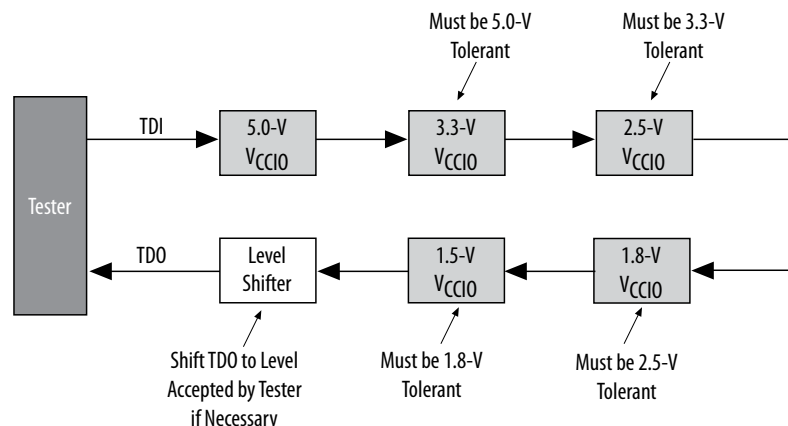 Must be 5.0-V
Tolerant
Must be 3.3-V
Tolerant
Tester
TDI
5.0-V
VCCIO
3.3-V
VCCIO
2.5-V
VCCIO
TDO
Level
Shifter
1.5-V
VCCIO
1.8-V
VCCIO
Shift TDO to Level
Accepted by Tester
if Necessary
Must be 1.8-V
Tolerant
Must be 2.5-V
Tolerant